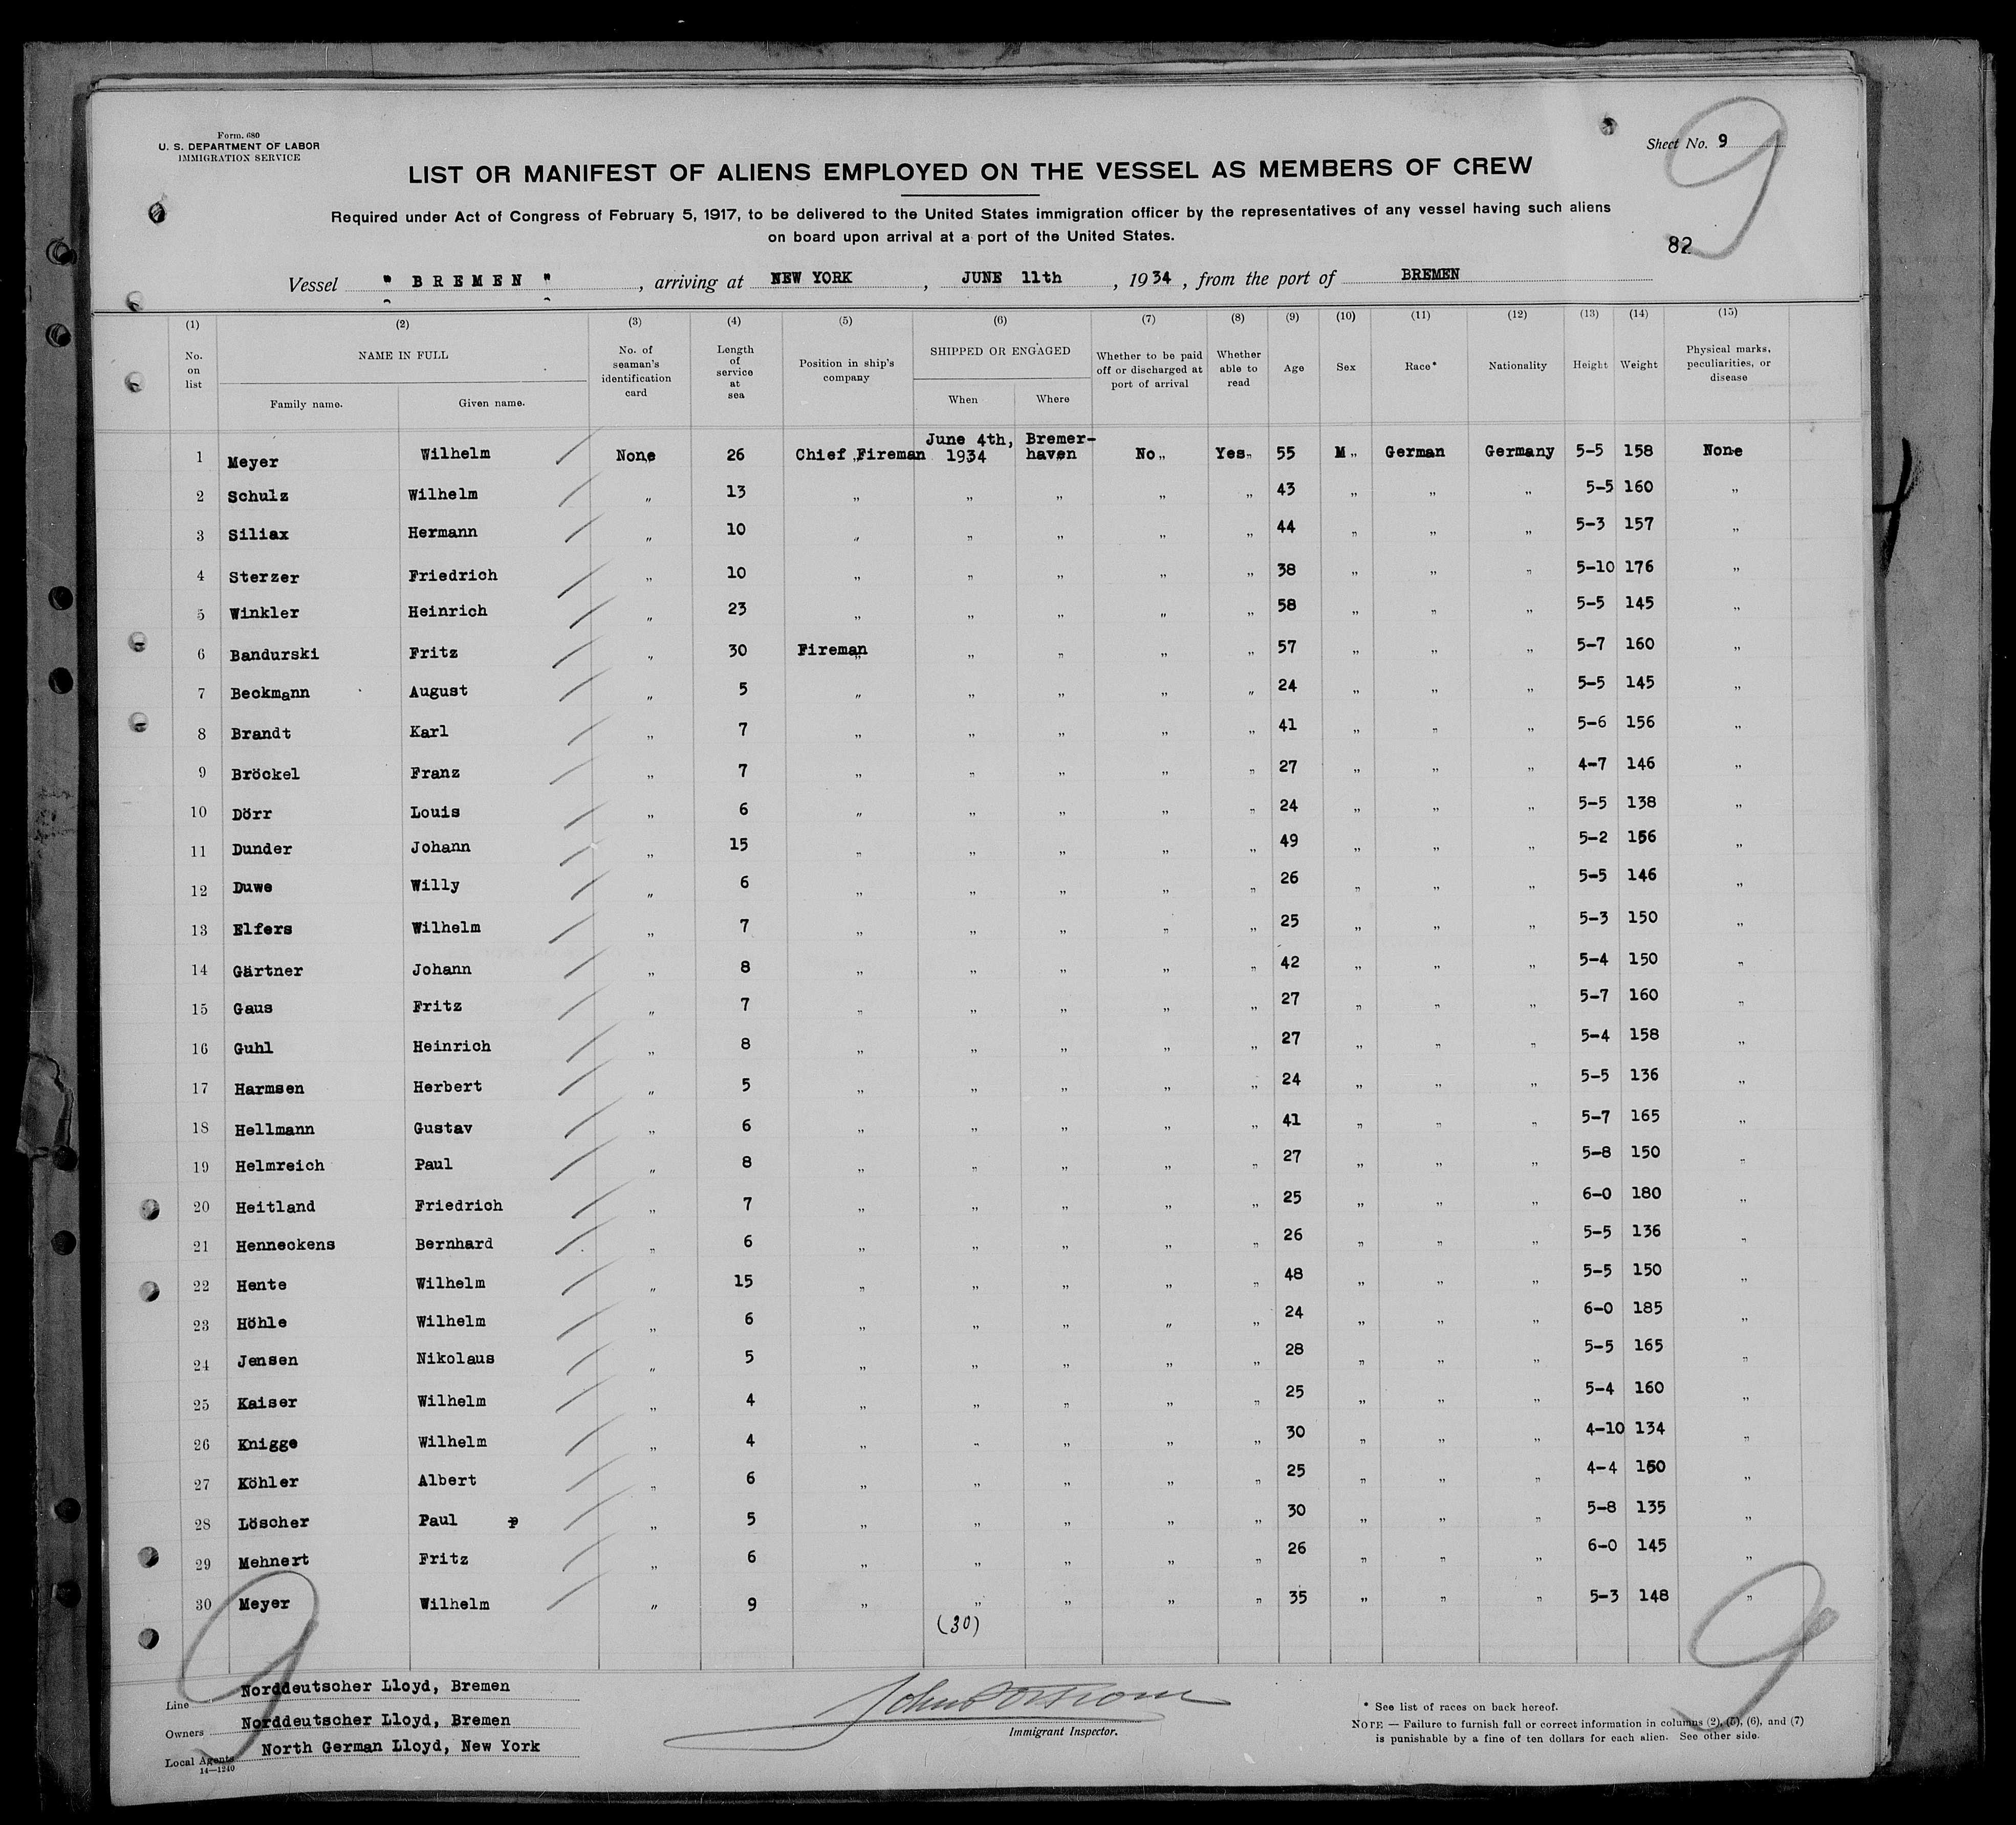 Form 680
U. S. DEPARTMENT OF LABOR
IMMIGRATION SERVICE
Sheet No. 9
9
LIST OR MANIFEST OF ALIENS EMPLOYED ON THE VESSEL AS MEMBERS OF CREW
Required under Act of Congress of February 5, 1917, to be delivered to the United States immigration officer by the representatives of any vessel having such aliens
on board upon arrival at a port of the United States.
82
Vessel " BREMEN " , arriving at NEW YORK , JUNE 11th , 1934 , from the port of BREMEN
(1) (2) (3) (4) (5) (6) (7) (8) (9) (10) (11) (12) (13) (14) (15)
No. on list NAME IN FULL Family name. Given name. No. of seaman's identification card Length of service at sea Position in ship's company SHIPPED OR ENGAGED When Where Whether to be paid off or discharged at port of arrival Whether able to read Age Sex Race* Nationality Height Weight Physical marks, peculiarities, or disease
1 Meyer Wilhelm None 26 Chief Fireman June 4th, 1934 Bremer-haven No Yes 55 M German Germany 5-5 158 None
2 Schulz Wilhelm " 13 " " " " " 43 " " " 5-5 160 "
3 Siliax Hermann " 10 " " " " " 44 " " " 5-3 157 "
4 Sterzer Friedrich " 10 " " " " " 38 " " " 5-10 176 "
5 Winkler Heinrich " 23 " " " " " 58 " " " 5-5 145 "
6 Bandurski Fritz " 30 Fireman " " " " 57 " " " 5-7 160 "
7 Beckmann August " 5 " " " " " 24 " " " 5-5 145 "
8 Brandt Karl " 7 " " " " " 41 " " " 5-6 156 "
9 Bröckel Franz " 7 " " " " " 27 " " " 4-7 146 "
10 Dörr Louis " 6 " " " " " 24 " " " 5-5 138 "
11 Dunder Johann " 15 " " " " " 49 " " " 5-2 156 "
12 Duwe Willy " 6 " " " " " 26 " " " 5-5 146 "
13 Elfers Wilhelm " 7 " " " " " 25 " " " 5-3 150 "
14 Gärtner Johann " 8 " " " " " 42 " " " 5-4 150 "
15 Gaus Fritz " 7 " " " " " 27 " " " 5-7 160 "
16 Guhl Heinrich " 8 " " " " " 27 " " " 5-4 158 "
17 Harmsen Herbert " 5 " " " " " 24 " " " 5-5 136 "
18 Hellmann Gustav " 6 " " " " " 41 " " " 5-7 165 "
19 Helmreich Paul " 8 " " " " " 27 " " " 5-8 150 "
20 Heitland Friedrich " 7 " " " " " 25 " " " 6-0 180 "
21 Henneckens Bernhard " 6 " " " " " 26 " " " 5-5 136 "
22 Hente Wilhelm " 15 " " " " " 48 " " " 5-5 150 "
23 Höhle Wilhelm " 6 " " " " " 24 " " " 6-0 185 "
24 Jensen Nikolaus " 5 " " " " " 28 " " " 5-5 165 "
25 Kaiser Wilhelm " 4 " " " " " 25 " " " 5-4 160 "
26 Knigge Wilhelm " 4 " " " " " 30 " " " 4-10 134 "
27 Köhler Albert " 6 " " " " " 25 " " " 4-4 150 "
28 Löscher Paul " 5 " " " " " 30 " " " 5-8 135 "
29 Mehnert Fritz " 6 " " " " " 26 " " " 6-0 145 "
30 Meyer Wilhelm " 9 " " " " " 35 " " " 5-3 148 "
(30)
9 9
Line Norddeutscher Lloyd, Bremen
Owners Norddeutscher Lloyd, Bremen
Local Agents North German Lloyd, New York
14—1240
Immigrant Inspector.
* See list of races on back hereof.
NOTE — Failure to furnish full or correct information in columns (2), (5), (6), and (7)
is punishable by a fine of ten dollars for each alien. See other side.